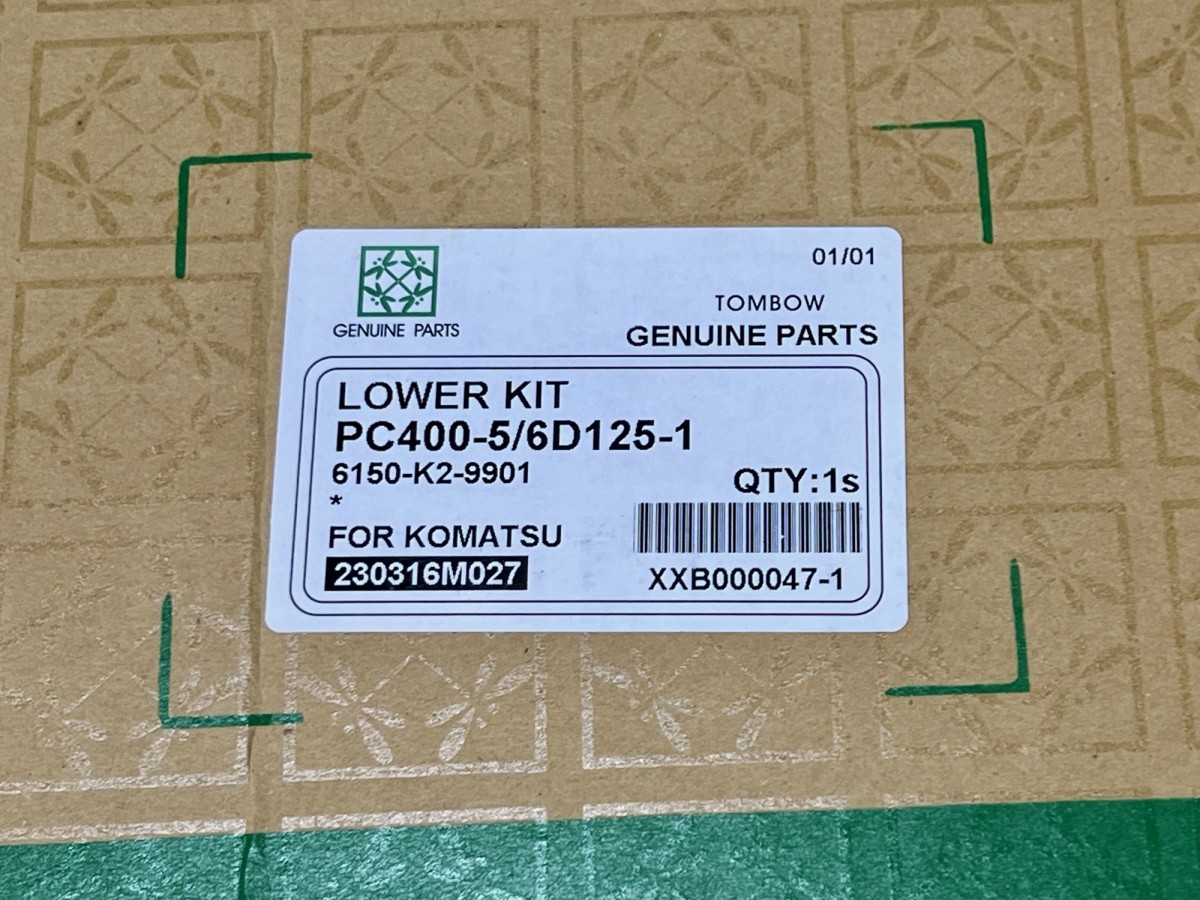 01/01
GENUINE PARTS
TOMBOW
GENUINE PARTS
LOWER KIT
PC400-5/6D125-1
6150-K2-9901
QTY:1s
*
FOR KOMATSU
230316M027
XXB000047-1